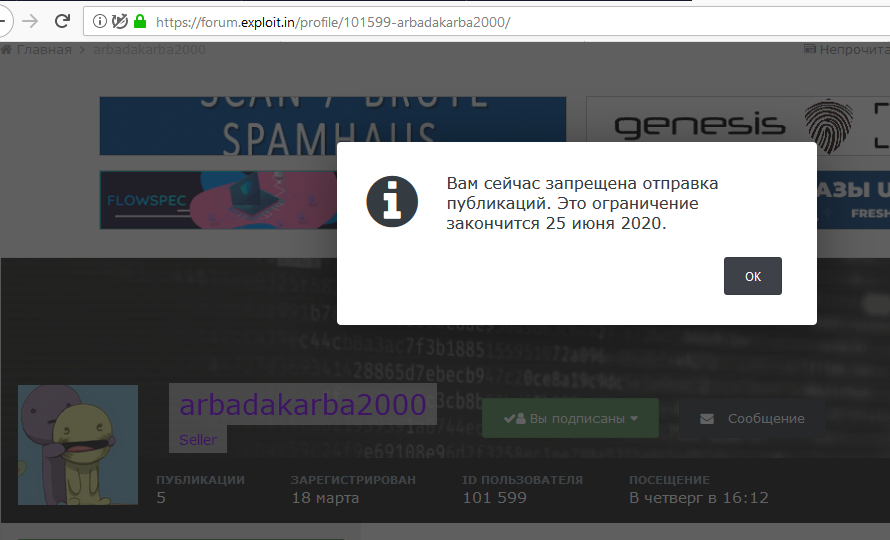 https://forum.exploit.in/profile/101599-arbadakarba2000/
Главная > arbadakarba2000
Непрочита
SCAN / BRUTE
SPAMHAUS
genesis
FLOWSPEC
АЗЫ U
FRESH
Вам сейчас запрещена отправка
публикаций. Это ограничение
закончится 25 июня 2020.
ОК
arbadakarba2000
Seller
Вы подписаны
Сообщение
ПУБЛИКАЦИИ
5
ЗАРЕГИСТРИРОВАН
18 марта
ID ПОЛЬЗОВАТЕЛЯ
101 599
ПОСЕЩЕНИЕ
В четверг в 16:12